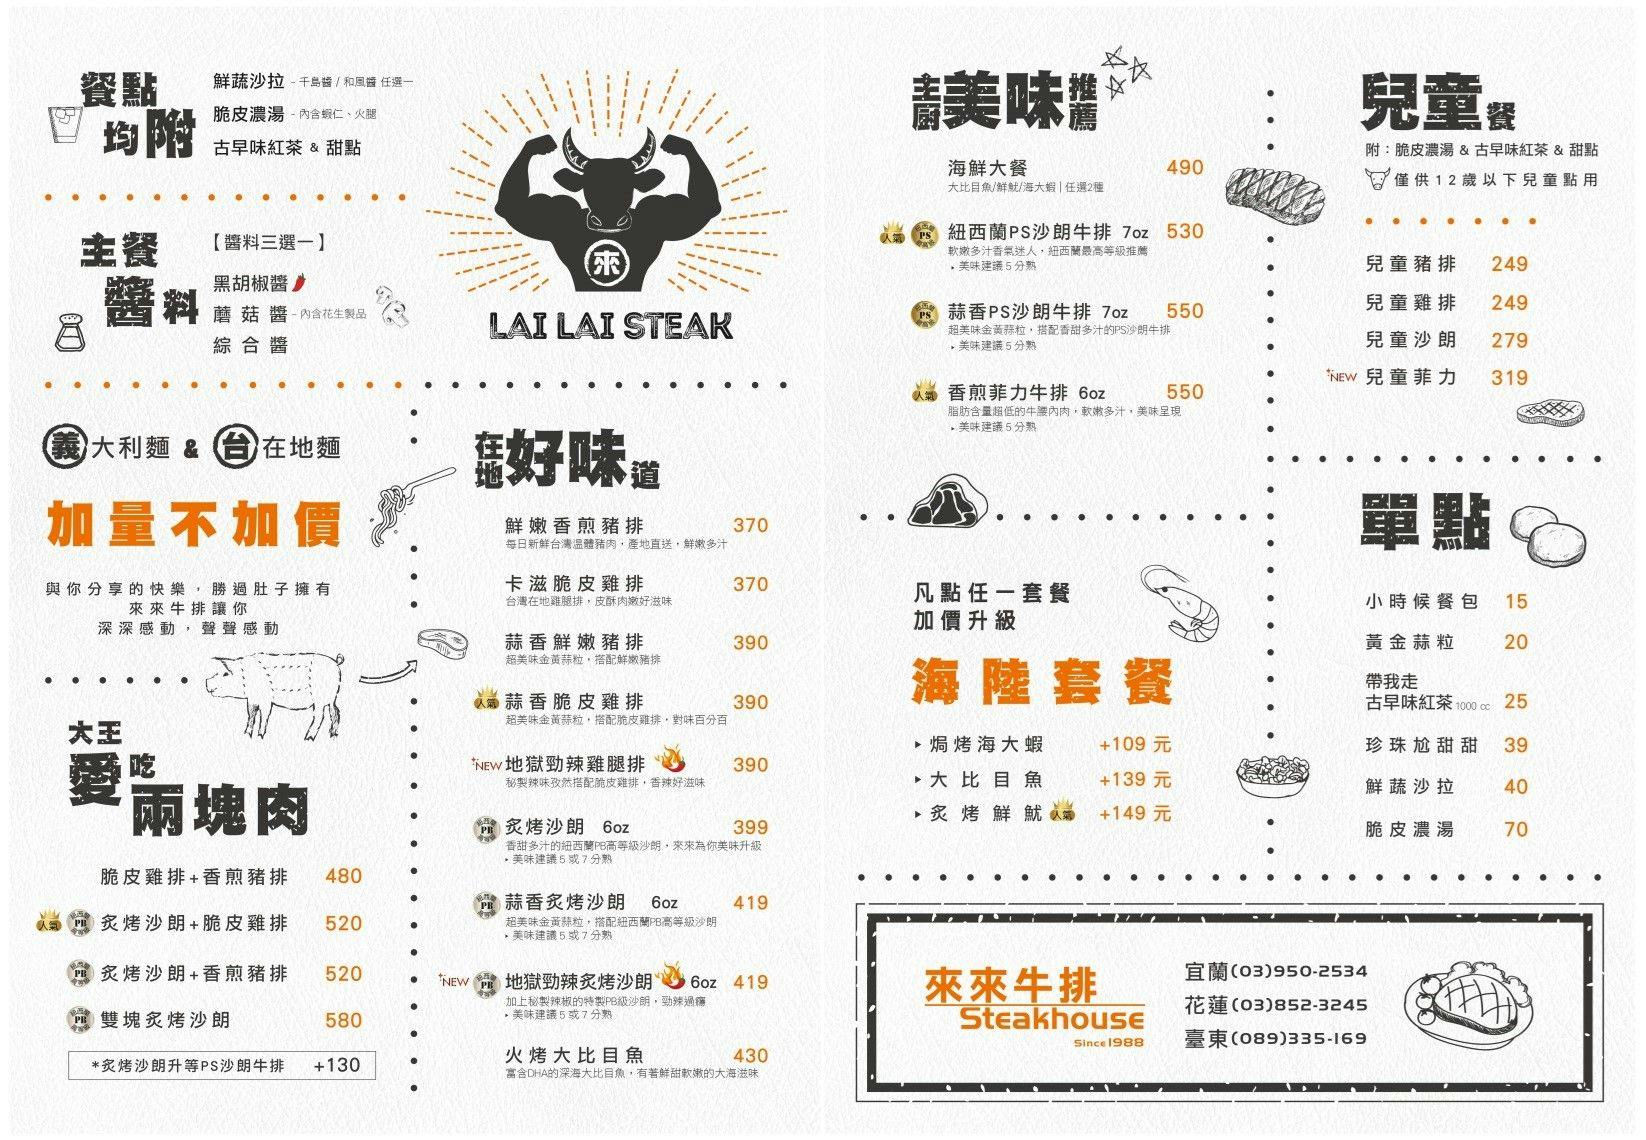 餐點均附
鮮蔬沙拉 - 千島醬 / 和風醬 任選一
脆皮濃湯 - 內含蝦仁、火腿
古早味紅茶 & 甜點
主餐醬料
【醬料三選一】
黑胡椒醬
蘑菇醬 - 內含花生製品
綜合醬
來
LAI LAI STEAK
義大利麵 & 台在地麵
加量不加價
與你分享的快樂，勝過肚子擁有
來來牛排讓你
深深感動，聲聲感動
大王愛吃兩塊肉
脆皮雞排+香煎豬排 480
人氣 PB 炙烤沙朗+脆皮雞排 520
PB 炙烤沙朗+香煎豬排 520
PB 雙塊炙烤沙朗 580
*炙烤沙朗升等PS沙朗牛排 +130
在地好味道
鮮嫩香煎豬排 370
每日新鮮台灣溫體豬肉，產地直送，鮮嫩多汁
卡滋脆皮雞排 370
台灣在地雞腿排，皮酥肉嫩好滋味
蒜香鮮嫩豬排 390
超美味金黃蒜粒，搭配鮮嫩豬排
人氣 蒜香脆皮雞排 390
超美味金黃蒜粒，搭配脆皮雞排，對味百分百
NEW 地獄勁辣雞腿排 390
秘製辣味孜然搭配脆皮雞排，香辣好滋味
PB 炙烤沙朗 6oz 399
香甜多汁的紐西蘭PB高等級沙朗，來來為你美味升級
▸ 美味建議 5 或 7 分熟
PB 蒜香炙烤沙朗 6oz 419
超美味金黃蒜粒，搭配紐西蘭PB高等級沙朗
▸ 美味建議 5 或 7 分熟
NEW PB 地獄勁辣炙烤沙朗 6oz 419
加上秘製辣椒的特製PB級沙朗，勁辣過癮
▸ 美味建議 5 或 7 分熟
火烤大比目魚 430
富含DHA的深海大比目魚，有著鮮甜軟嫩的大海滋味
主廚美味推薦
海鮮大餐 490
大比目魚/鮮魷/海大蝦 | 任選2種
人氣 PS 紐西蘭PS沙朗牛排 7oz 530
軟嫩多汁香氣迷人，紐西蘭最高等級推薦
▸ 美味建議 5 分熟
PS 蒜香PS沙朗牛排 7oz 550
超美味金黃蒜粒，搭配香甜多汁的PS沙朗牛排
▸ 美味建議 5 分熟
人氣 香煎菲力牛排 6oz 550
脂肪含量超低的牛腰內肉，軟嫩多汁，美味呈現
▸ 美味建議 5 分熟
凡點任一套餐
加價升級
海陸套餐
▸ 焗烤海大蝦 +109 元
▸ 大比目魚 +139 元
▸ 炙烤鮮魷 人氣 +149 元
兒童餐
附：脆皮濃湯 & 古早味紅茶 & 甜點
僅供12歲以下兒童點用
兒童豬排 249
兒童雞排 249
兒童沙朗 279
NEW 兒童菲力 319
單點
小時候餐包 15
黃金蒜粒 20
帶我走
古早味紅茶 1000 cc 25
珍珠尬甜甜 39
鮮蔬沙拉 40
脆皮濃湯 70
來來牛排
Steakhouse
Since1988
宜蘭(03)950-2534
花蓮(03)852-3245
臺東(089)335-169